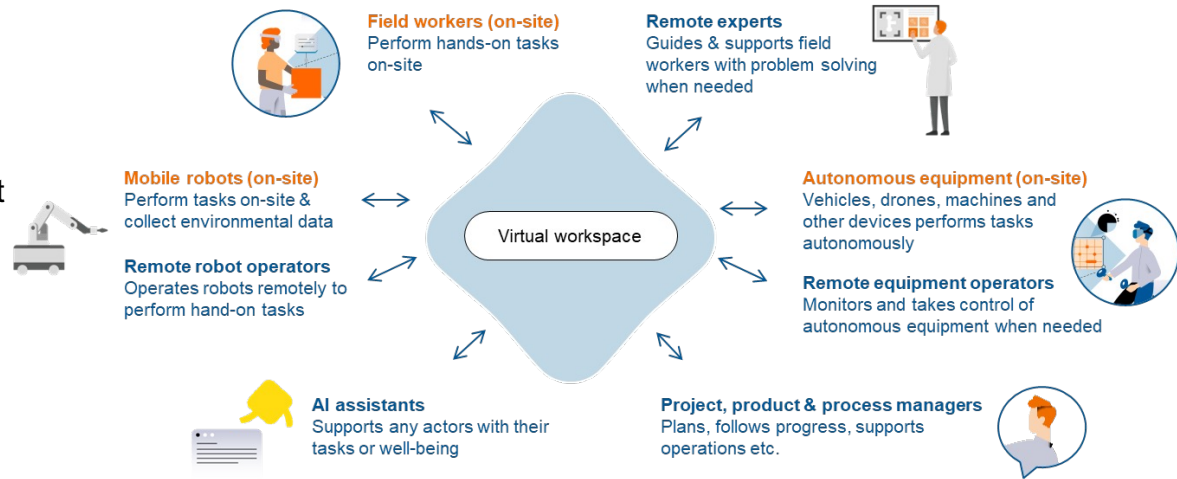 Field workers (on-site)
Perform hands-on tasks
on-site
Remote experts
Guides & supports field
workers with problem solving
when needed
t
Mobile robots (on-site)
Perform tasks on-site &
collect environmental data
Remote robot operators
Operates robots remotely to
perform hand-on tasks
Virtual workspace
Autonomous equipment (on-site)
Vehicles, drones, machines and
other devices performs tasks
autonomously
Remote equipment operators
Monitors and takes control of
autonomous equipment when needed
AI assistants
Supports any actors with their
tasks or well-being
Project, product & process managers
Plans, follows progress, supports
operations etc.